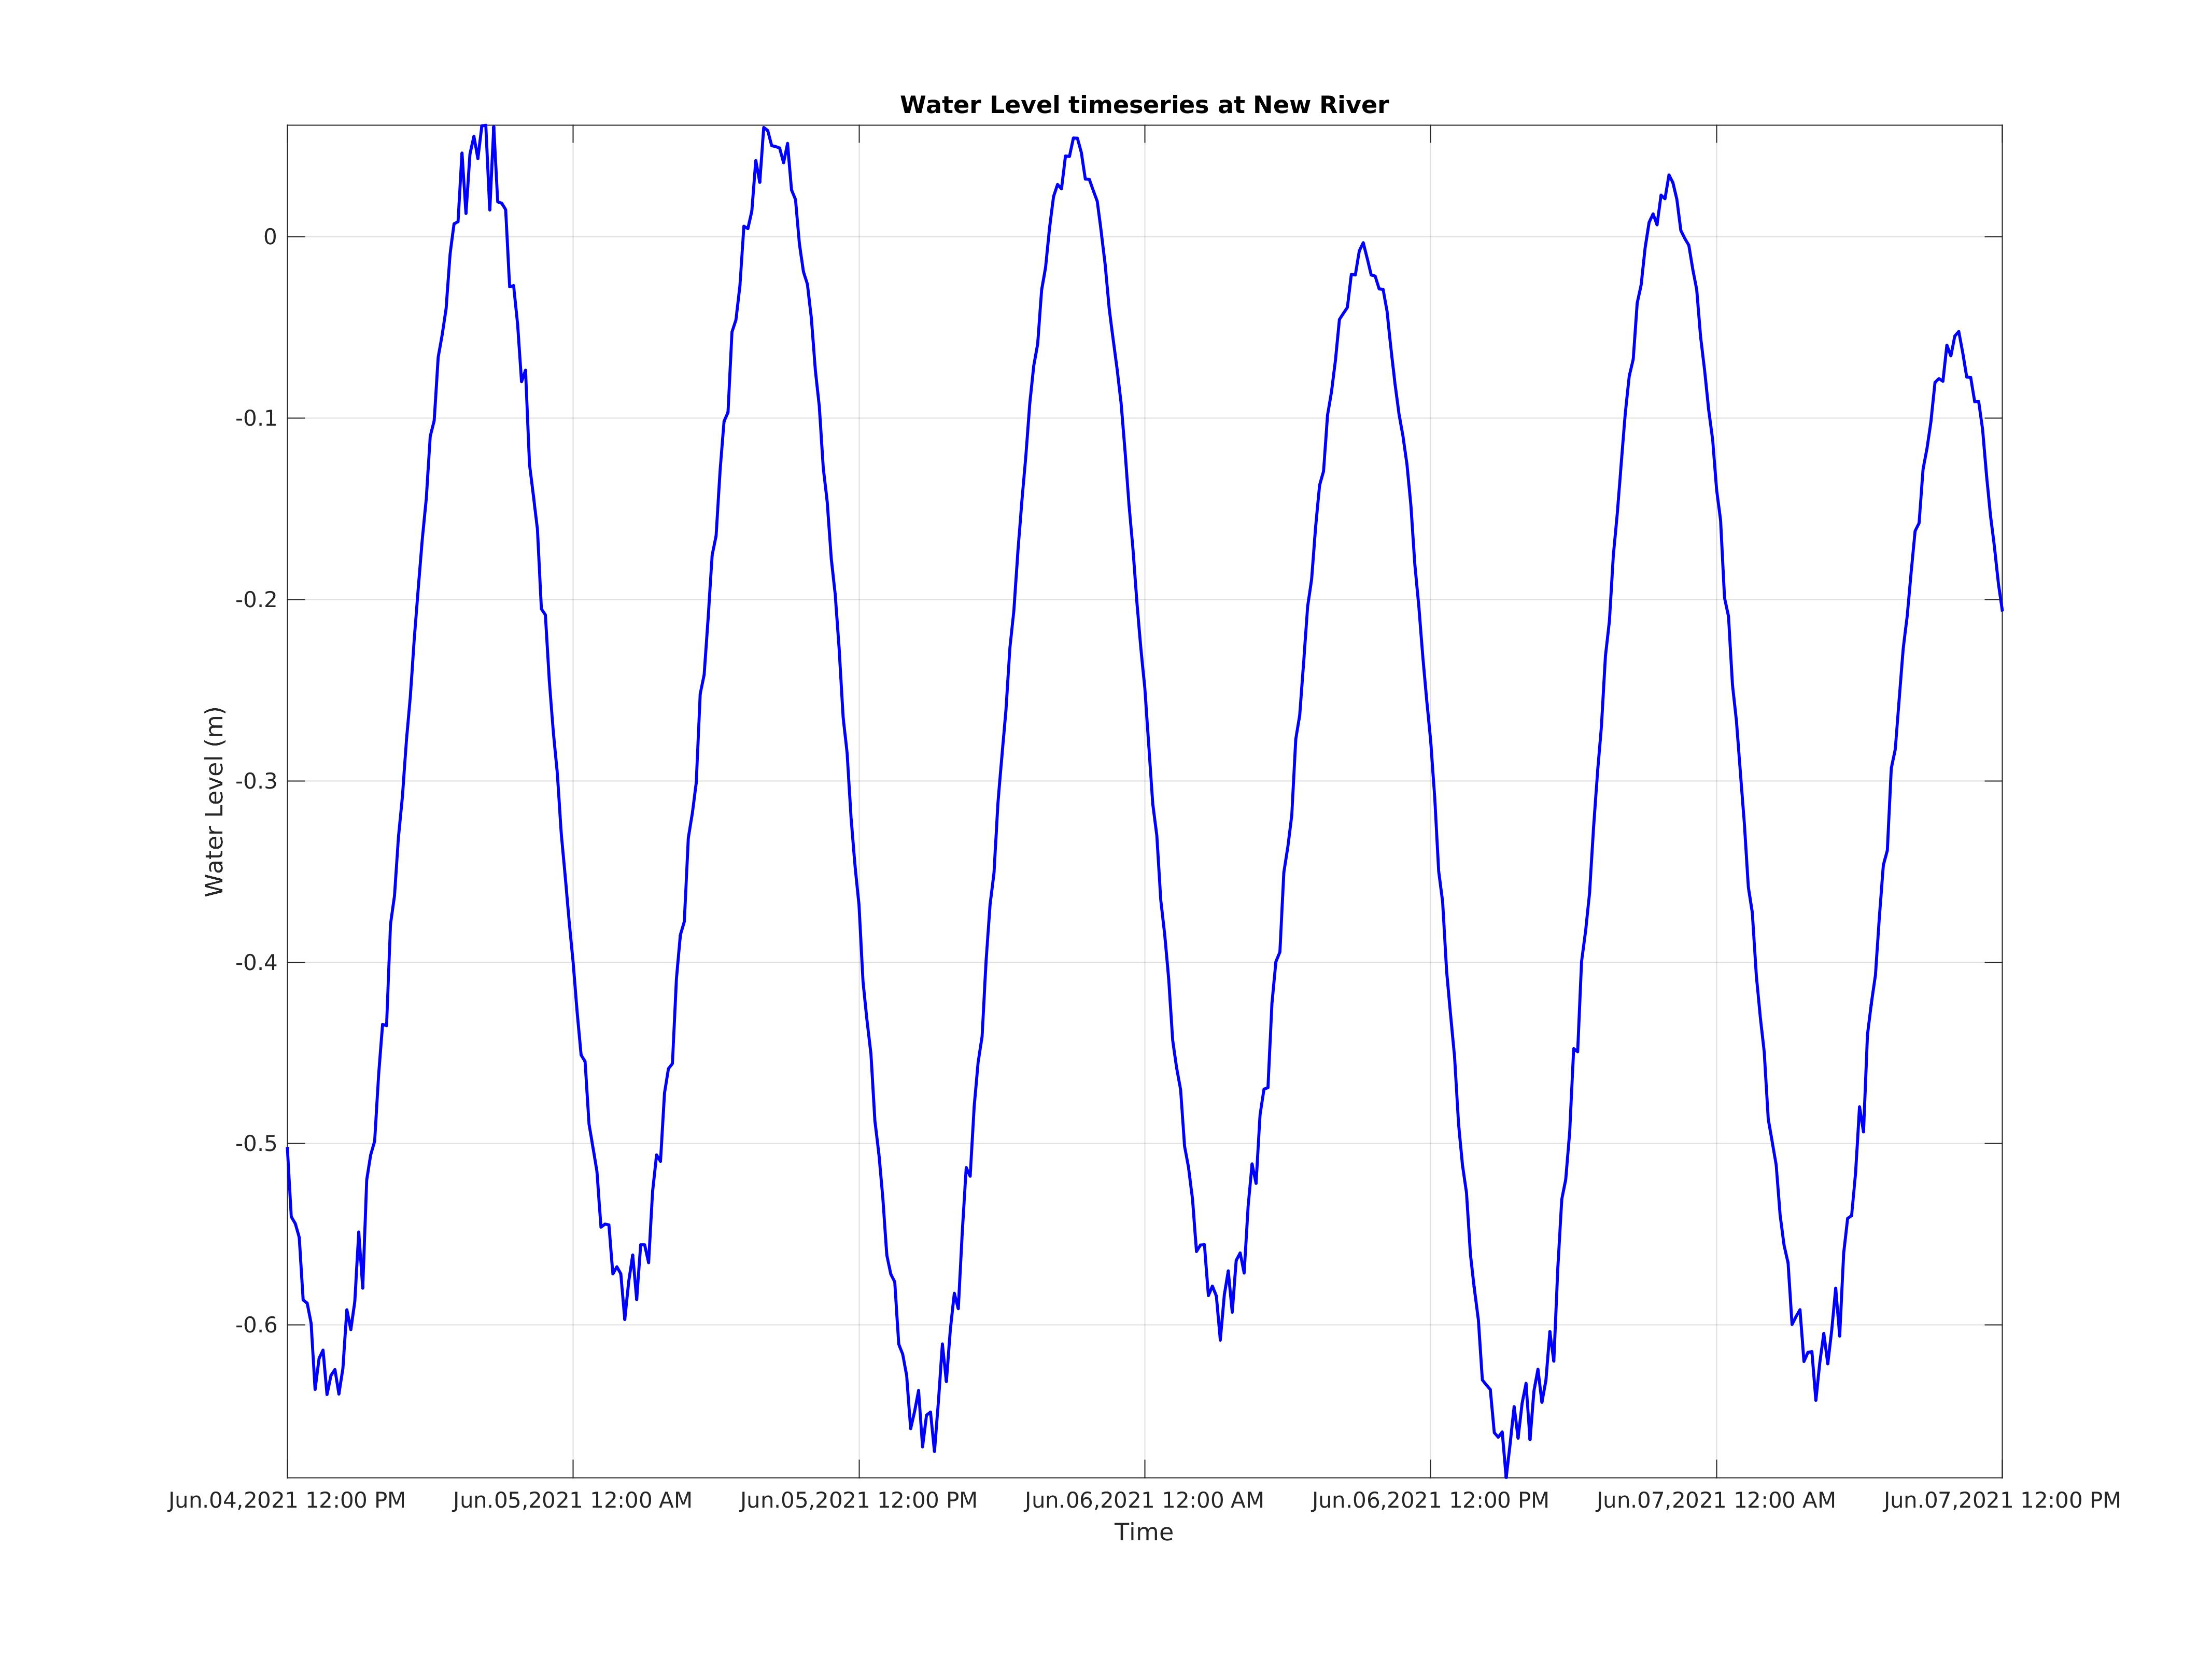 Water Level timeseries at New River
0
-0.1
-0.2
-0.3
-0.4
-0.5
-0.6
Water Level (m)
Jun.04,2021 12:00 PM
Jun.05,2021 12:00 AM
Jun.05,2021 12:00 PM
Jun.06,2021 12:00 AM
Jun.06,2021 12:00 PM
Jun.07,2021 12:00 AM
Jun.07,2021 12:00 PM
Time